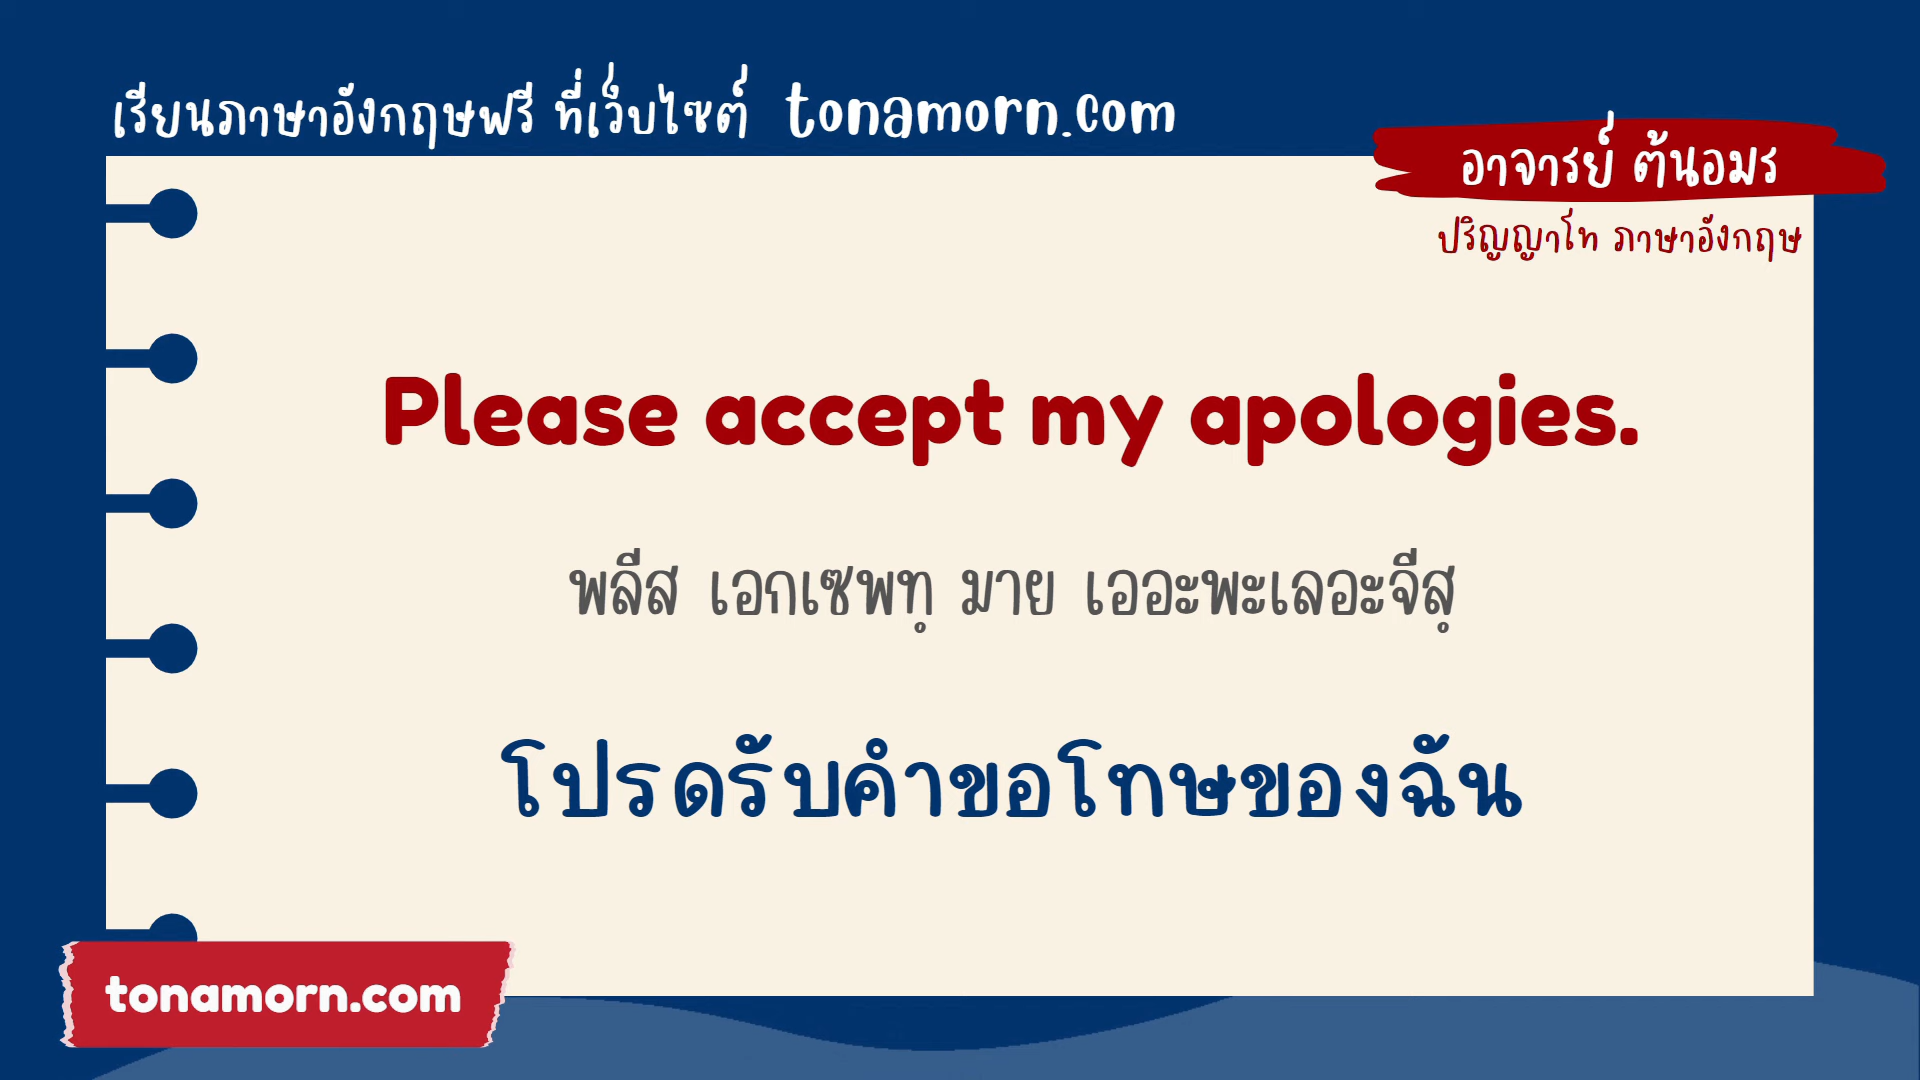 เรียนภาษาอังกฤษฟรี ที่เว็บไซต์ tonamorn.com
อาจารย์ ต้นอมร
ปริญญาโท ภาษาอังกฤษ
Please accept my apologies.
พลีส เอกเซพทฺ มาย เออะพะเลอะจีสฺ
โปรดรับคำขอโทษของฉัน
tonamorn.com